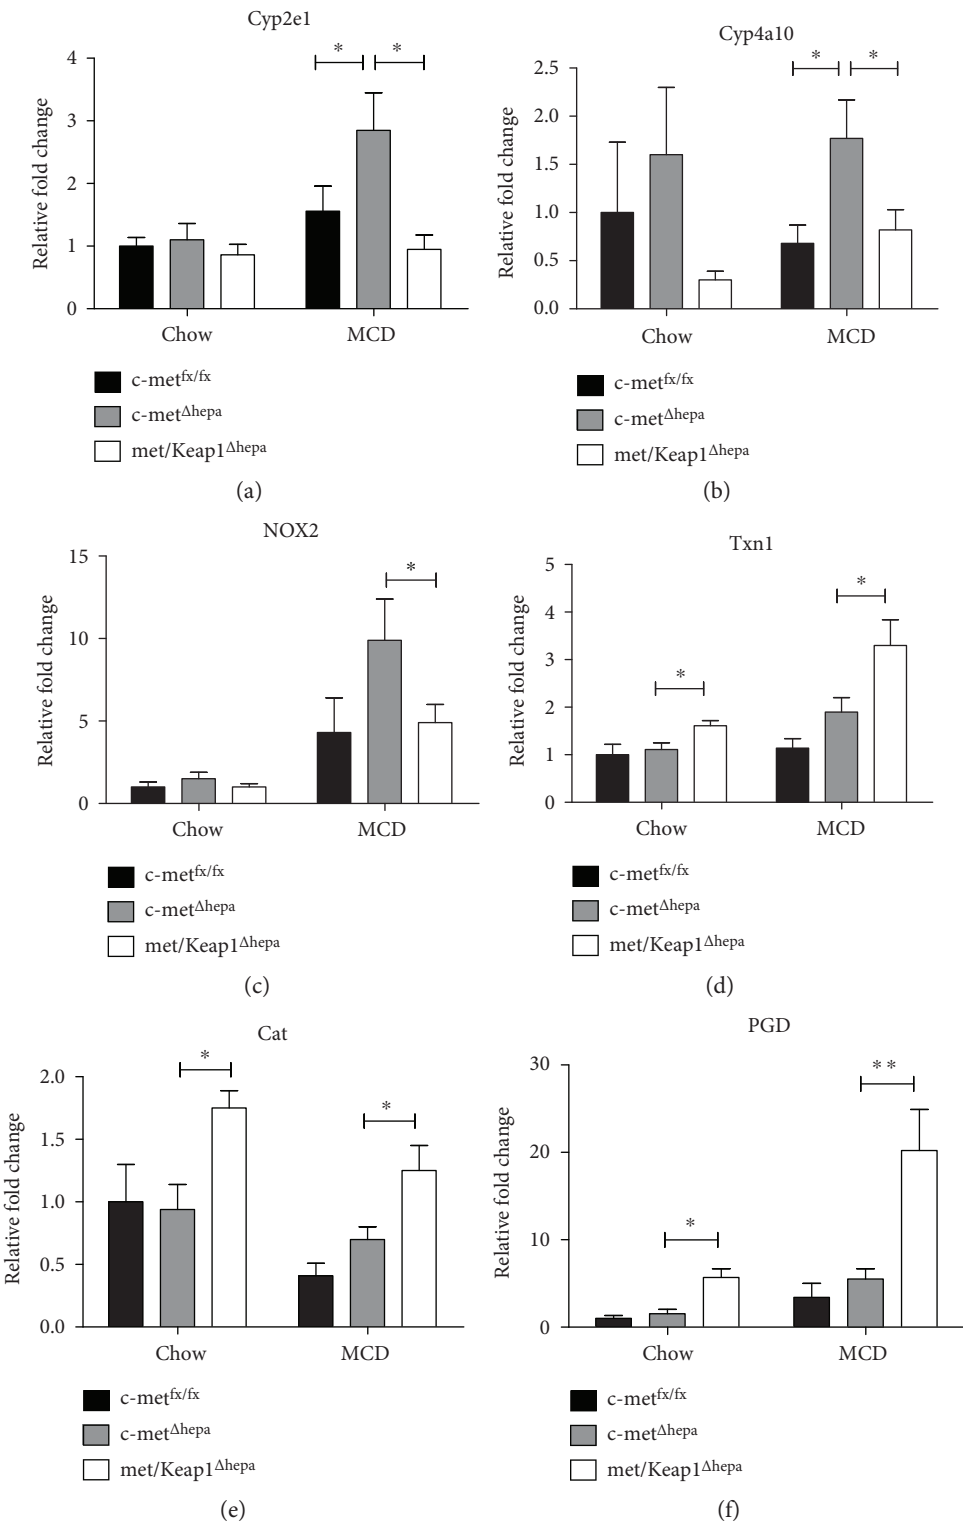 Cyp2e1
Relative fold change
4
3
2
1
0
* *
Chow MCD
c-met^fx/fx
c-met^Δhepa
met/Keap1^Δhepa
(a)
Cyp4a10
Relative fold change
2.5
2.0
1.5
1.0
0.5
0.0
* *
Chow MCD
c-met^fx/fx
c-met^Δhepa
met/Keap1^Δhepa
(b)
NOX2
Relative fold change
15
10
5
0
*
Chow MCD
c-met^fx/fx
c-met^Δhepa
met/Keap1^Δhepa
(c)
Txn1
Relative fold change
5
4
3
2
1
0
* *
Chow MCD
c-met^fx/fx
c-met^Δhepa
met/Keap1^Δhepa
(d)
Cat
Relative fold change
2.0
1.5
1.0
0.5
0.0
* *
Chow MCD
c-met^fx/fx
c-met^Δhepa
met/Keap1^Δhepa
(e)
PGD
Relative fold change
30
20
10
0
* **
Chow MCD
c-met^fx/fx
c-met^Δhepa
met/Keap1^Δhepa
(f)